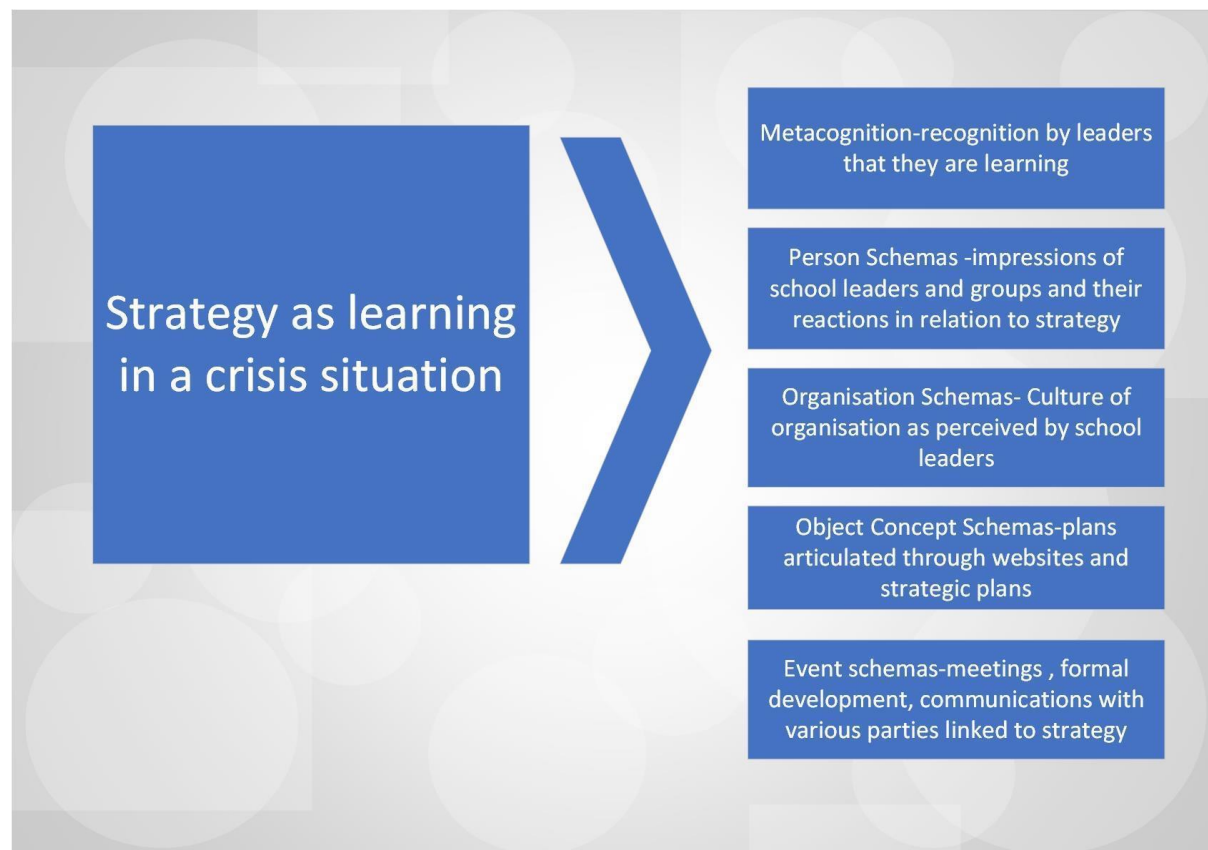 Strategy as learning
in a crisis situation
Metacognition-recognition by leaders
that they are learning
Person Schemas -impressions of
school leaders and groups and their
reactions in relation to strategy
Organisation Schemas- Culture of
organisation as perceived by school
leaders
Object Concept Schemas-plans
articulated through websites and
strategic plans
Event schemas-meetings , formal
development, communications with
various parties linked to strategy